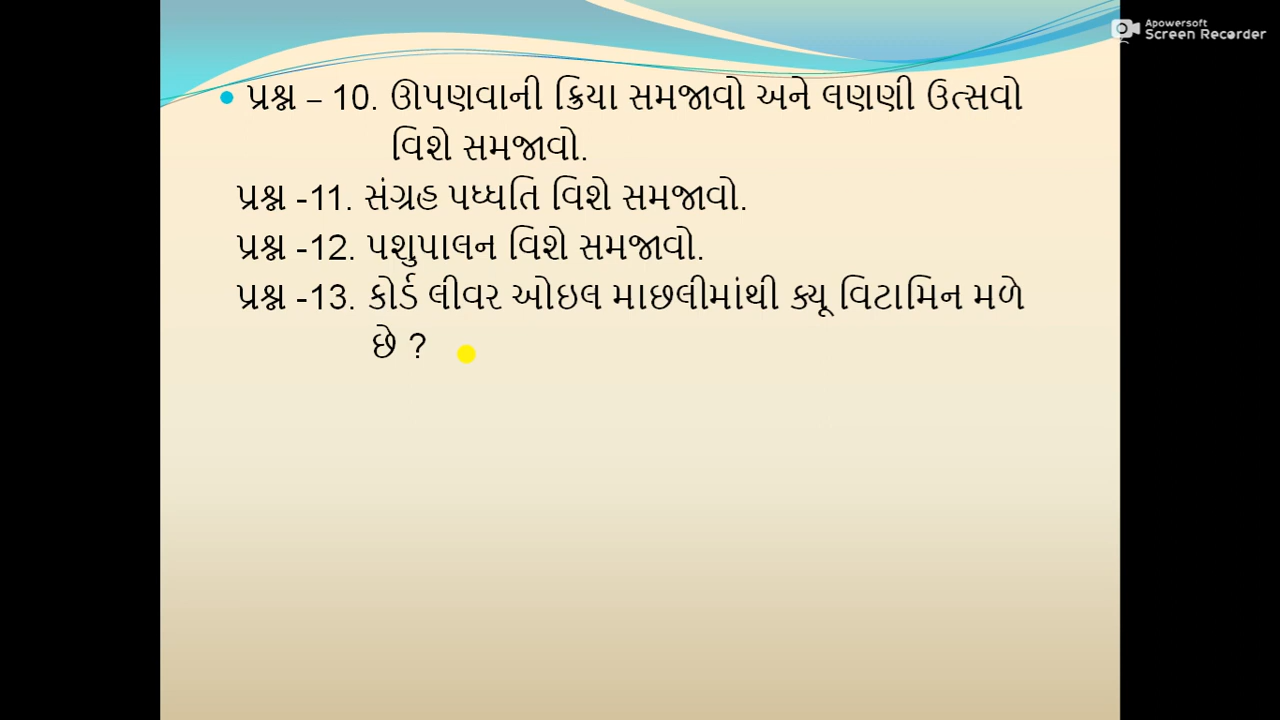 Apowersoft
Screen Recorder
• પ્રશ્ન – 10. ઊપણવાની ક્રિયા સમજાવો અને લણણી ઉત્સવો
વિશે સમજાવો.
પ્રશ્ન -11. સંગ્રહ પધ્ધતિ વિશે સમજાવો.
પ્રશ્ન -12. પશુપાલન વિશે સમજાવો.
પ્રશ્ન -13. કોર્ડ લીવર ઓઇલ માછલીમાંથી ક્યૂ વિટામિન મળે
છે ?